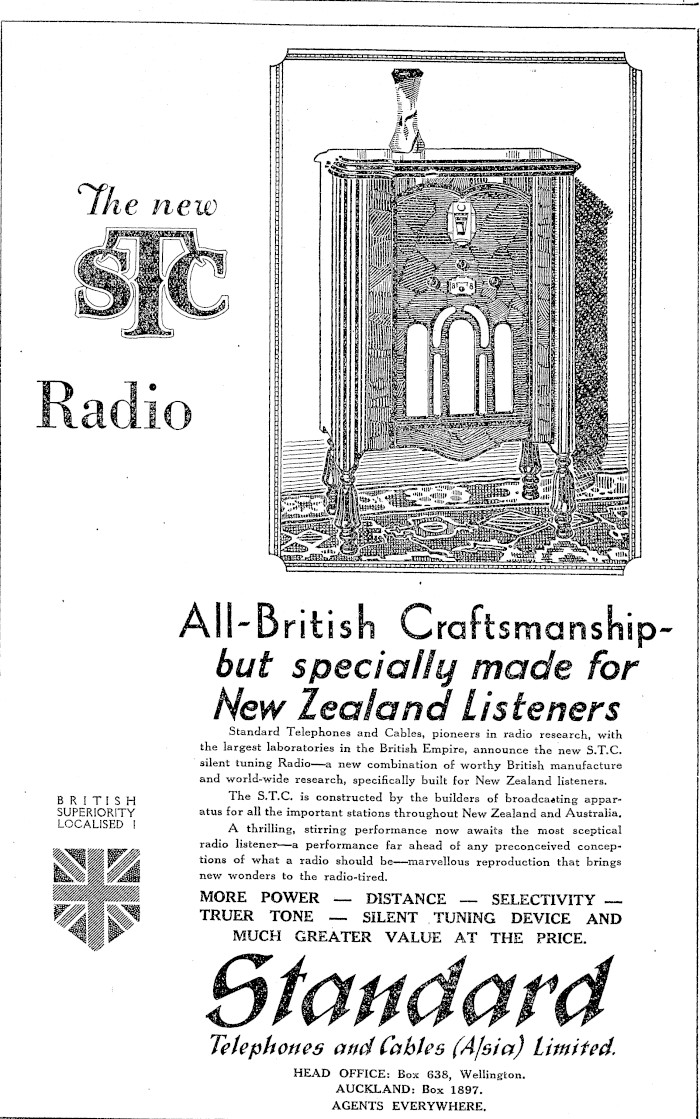 The new
STC
Radio
All-British Craftsmanship-
but specially made for
New Zealand Listeners
Standard Telephones and Cables, pioneers in radio research, with
the largest laboratories in the British Empire, announce the new S.T.C.
silent tuning Radio—a new combination of worthy British manufacture
and world-wide research, specifically built for New Zealand listeners.
The S.T.C. is constructed by the builders of broadcasting appar-
atus for all the important stations throughout New Zealand and Australia.
A thrilling, stirring performance now awaits the most sceptical
radio listener—a performance far ahead of any preconceived concep-
tions of what a radio should be—marvellous reproduction that brings
new wonders to the radio-tired.
BRITISH
SUPERIORITY
LOCALISED !
MORE POWER — DISTANCE — SELECTIVITY —
TRUER TONE — SILENT TUNING DEVICE AND
MUCH GREATER VALUE AT THE PRICE.
Standard
Telephones and Cables (A/sia) Limited.
HEAD OFFICE: Box 638, Wellington.
AUCKLAND: Box 1897.
AGENTS EVERYWHERE.